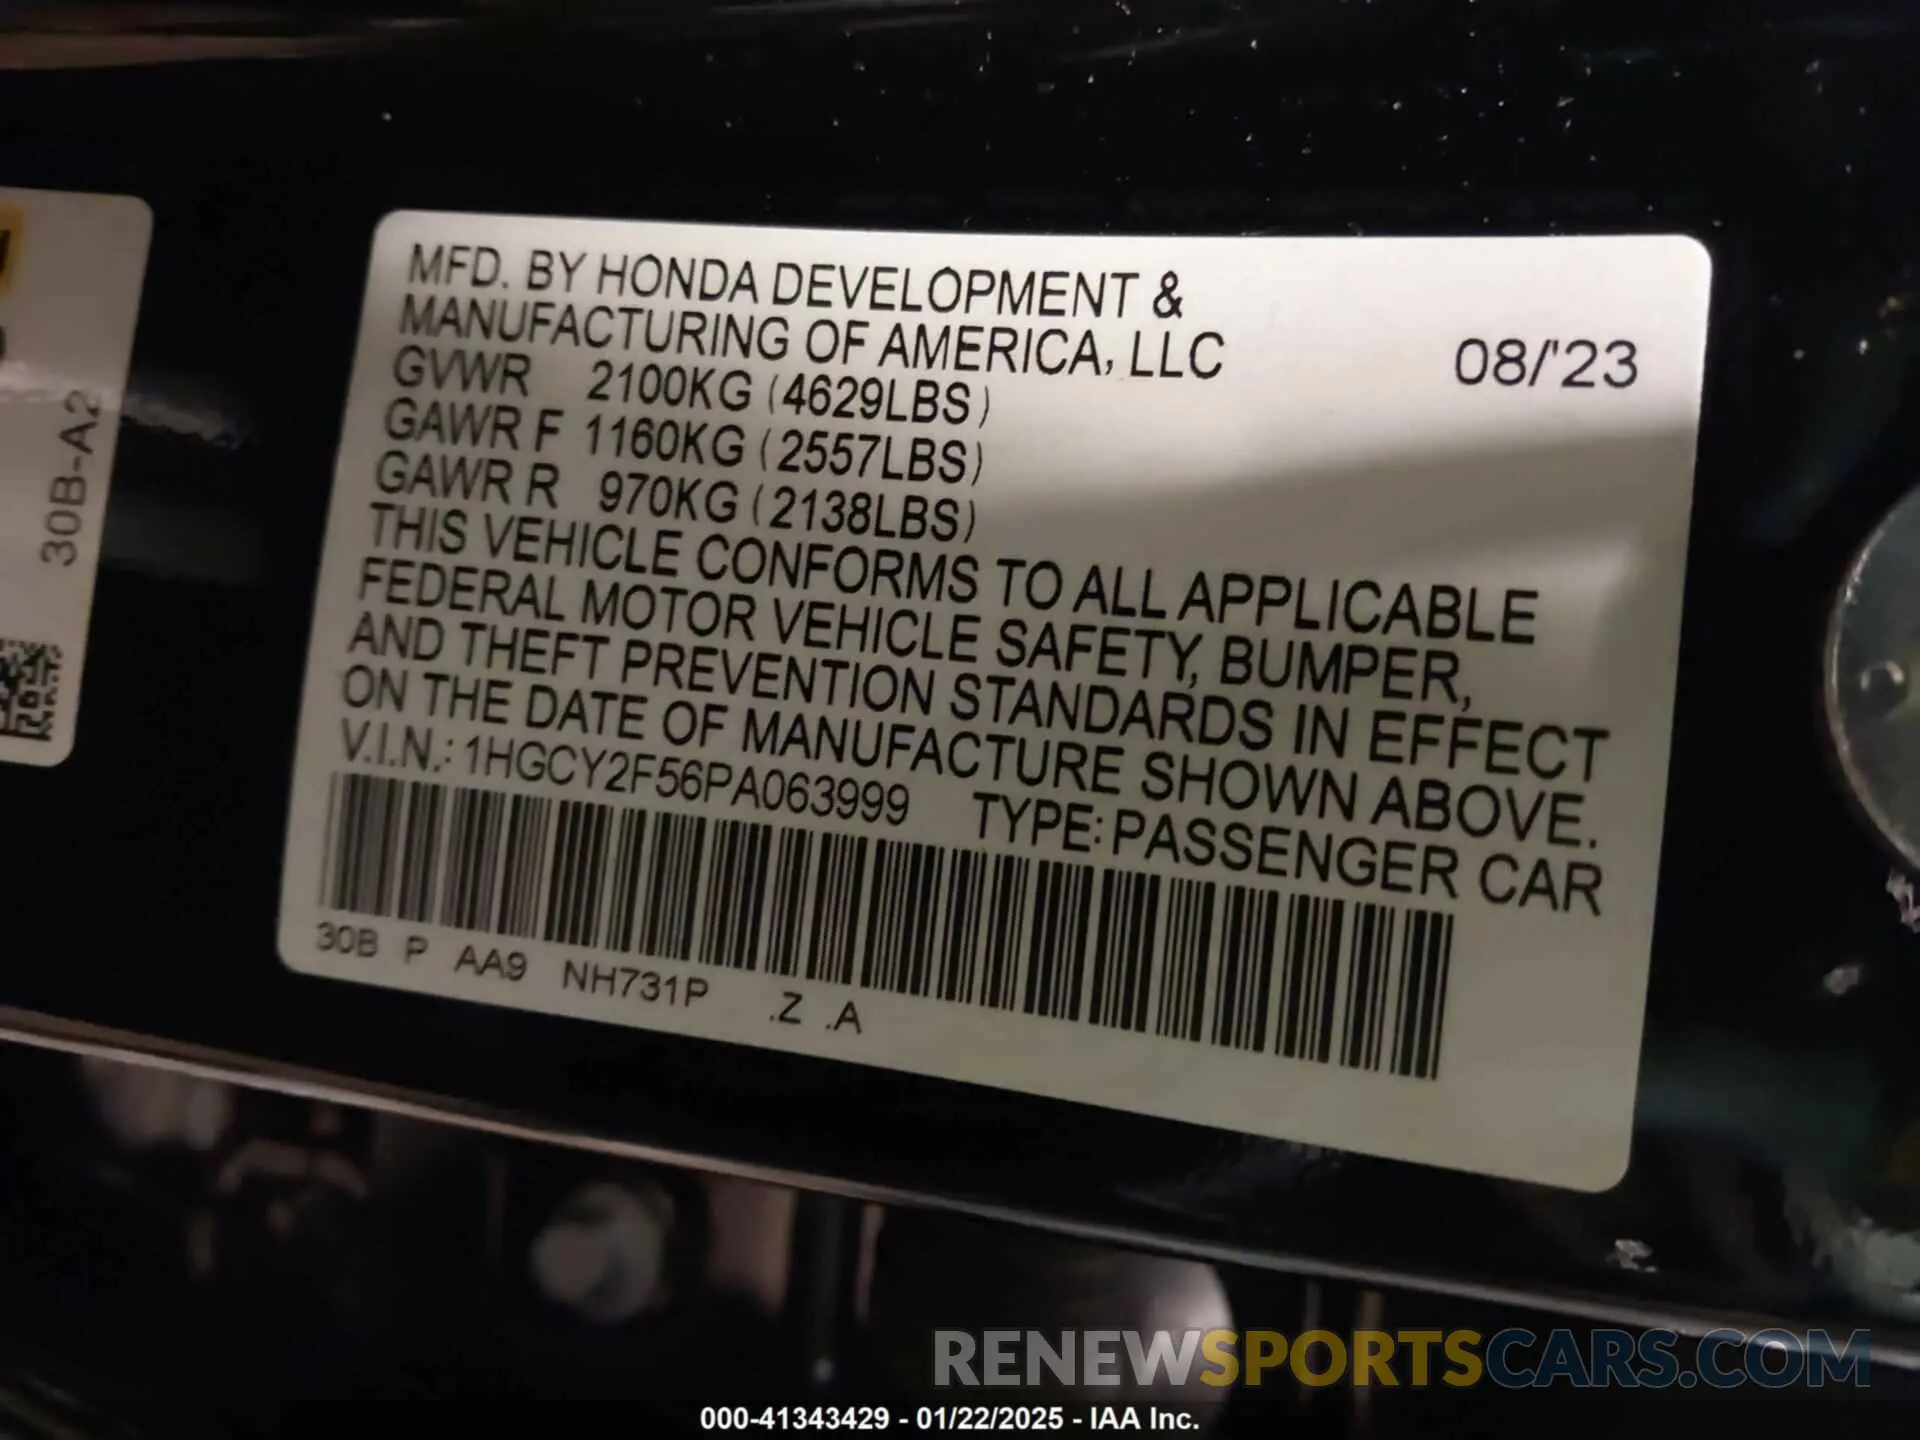 MFD. BY HONDA DEVELOPMENT &
MANUFACTURING OF AMERICA, LLC
08/'23
GVWR 2100KG (4629LBS)
GAWR F 1160KG (2557LBS)
GAWR R 970KG (2138LBS)
THIS VEHICLE CONFORMS TO ALL APPLICABLE
FEDERAL MOTOR VEHICLE SAFETY, BUMPER,
AND THEFT PREVENTION STANDARDS IN EFFECT
ON THE DATE OF MANUFACTURE SHOWN ABOVE.
V.I.N.: 1HGCY2F56PA063999 TYPE: PASSENGER CAR
30B P AA9 NH731P .Z .A
30B-A2
RENEWSPORTSCARS.COM
000-41343429 - 01/22/2025 - IAA Inc.